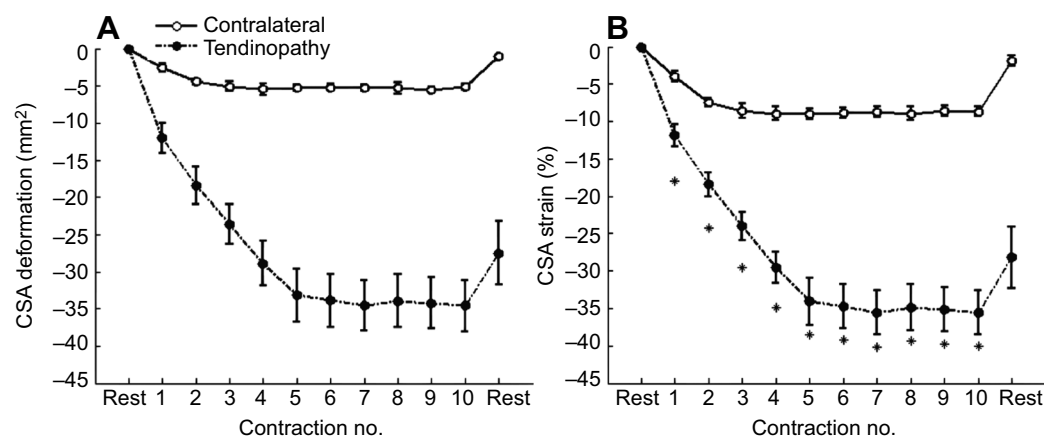 A
Contralateral
Tendinopathy
CSA deformation (mm²)
0
–5
–10
–15
–20
–25
–30
–35
–40
–45
Rest 1 2 3 4 5 6 7 8 9 10 Rest
Contraction no.
B
CSA strain (%)
0
–5
–10
–15
–20
–25
–30
–35
–40
–45
Rest 1 2 3 4 5 6 7 8 9 10 Rest
Contraction no.